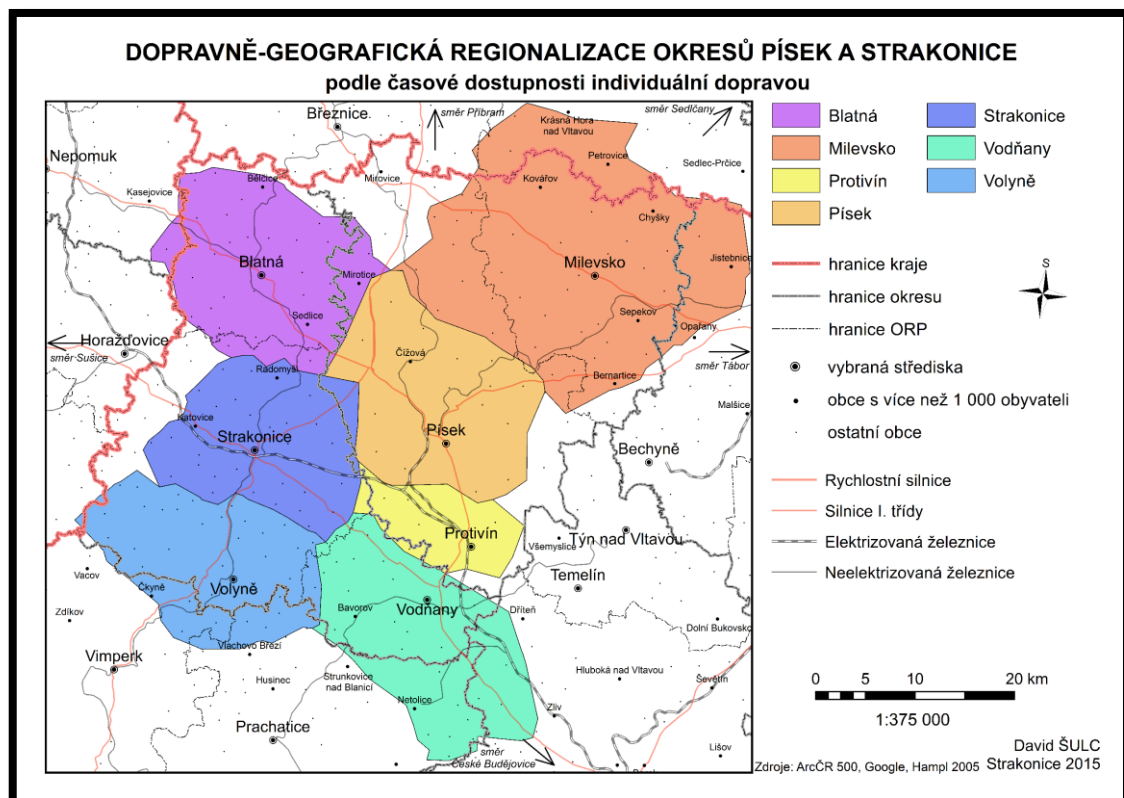 DOPRAVNĚ-GEOGRAFICKÁ REGIONALIZACE OKRESŮ PÍSEK A STRAKONICE
podle časové dostupnosti individuální dopravou
Březnice
směr Příbram
Krásná Hora
nad Vltavou
směr Sedlčany
Nepomuk
Petrovice
Sedlec-Prčice
Mirovice
Bělčice
Kovářov
Kasejovice
Chyšky
Blatná
Milevsko
Jistebnice
Mirotice
Sedlice
Sepekov
Opařany
Horažďovice
směr Sušice
Čížová
směr Tábor
Radomyšl
Bernartice
Malšice
Katovice
Strakonice
Písek
Bechyně
Protivín
Všemyslice
Týn nad Vltavou
Vacov
Čkyně
Volyně
Temelín
Zdíkov
Bavorov
Vodňany
Dříteň
Dolní Bukovsko
Vlachovo Březí
Vimperk
Strunkovice
nad Blanicí
Hluboká nad Vltavou
Husinec
Ševětín
Netolice
Zliv
Prachatice
směr
České Budějovice
Lišov
Blatná
Milevsko
Protivín
Písek
Strakonice
Vodňany
Volyně
hranice kraje
hranice okresu
hranice ORP
S
vybraná střediska
obce s více než 1 000 obyvateli
ostatní obce
Rychlostní silnice
Silnice I. třídy
Elektrizovaná železnice
Neelektrizovaná železnice
0 5 10 20 km
1:375 000
David ŠULC
Zdroje: ArcČR 500, Google, Hampl 2005 Strakonice 2015